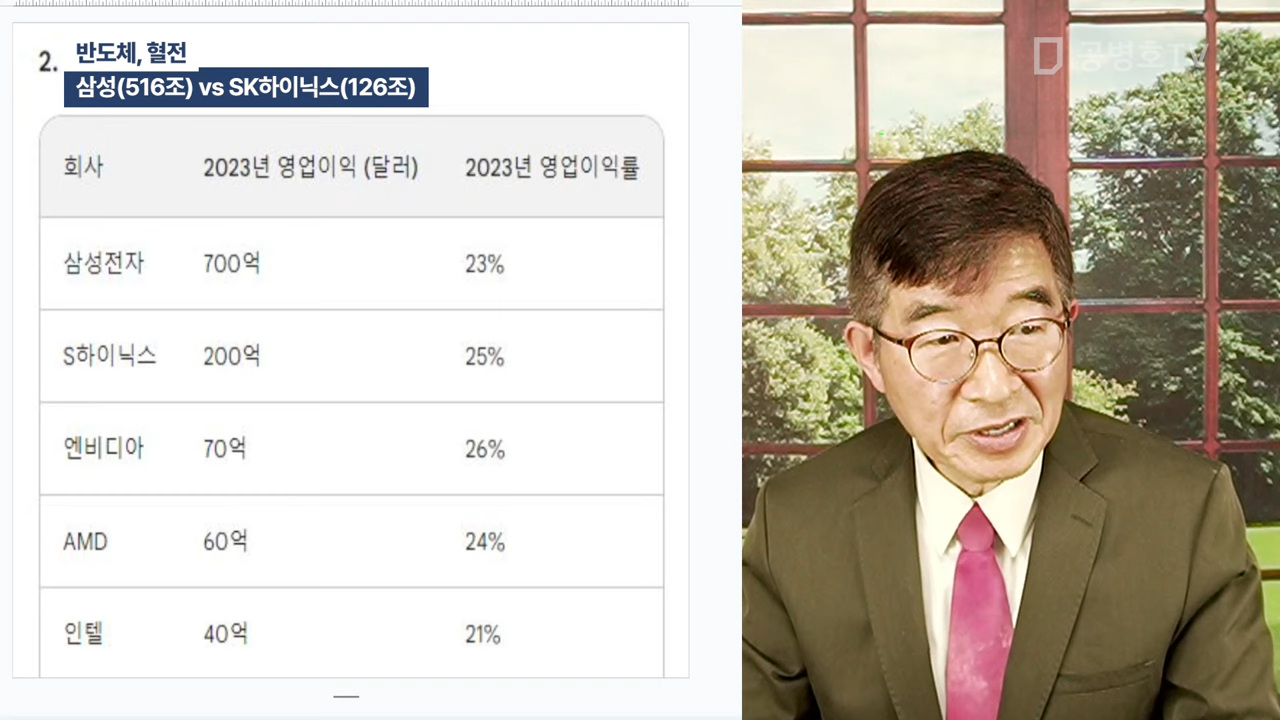 2. 반도체, 혈전
삼성(516조) vs SK하이닉스(126조)
회사 2023년 영업이익 (달러) 2023년 영업이익률
삼성전자 700억 23%
S하이닉스 200억 25%
엔비디아 70억 26%
AMD 60억 24%
인텔 40억 21%
공병호TV